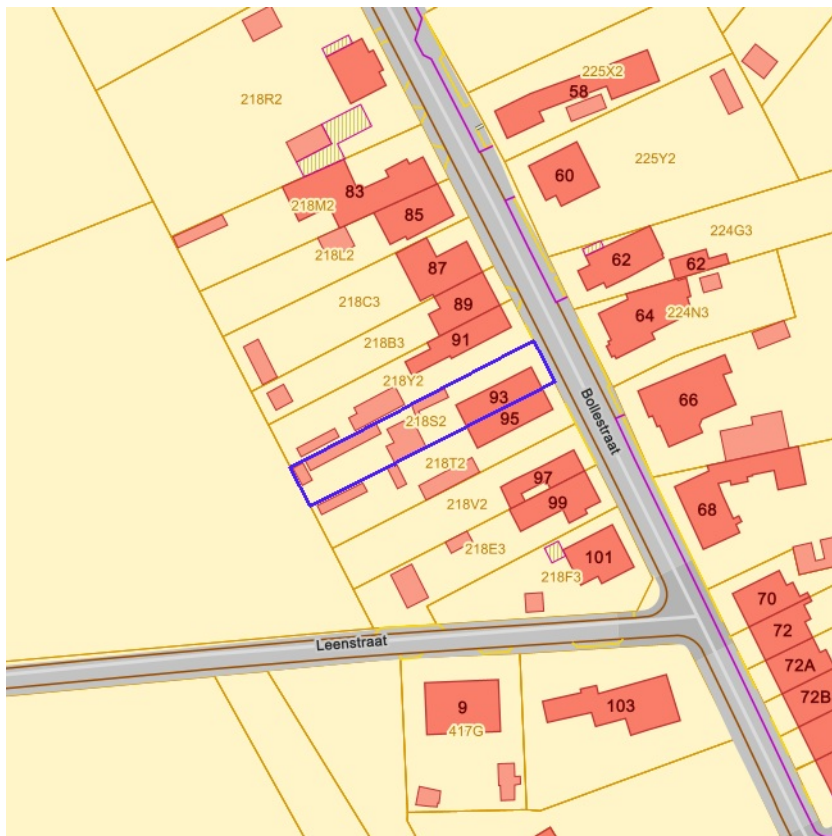 225X2
58
218R2
225Y2
60
83
218M2
85
224G3
218L2
62
62
87
218C3
89
64
224N3
218B3
91
218Y2
93
66
Bollestraat
218S2
95
218T2
97
218V2
99
68
218E3
101
218F3
70
72
Leenstraat
72A
72B
9
103
417G